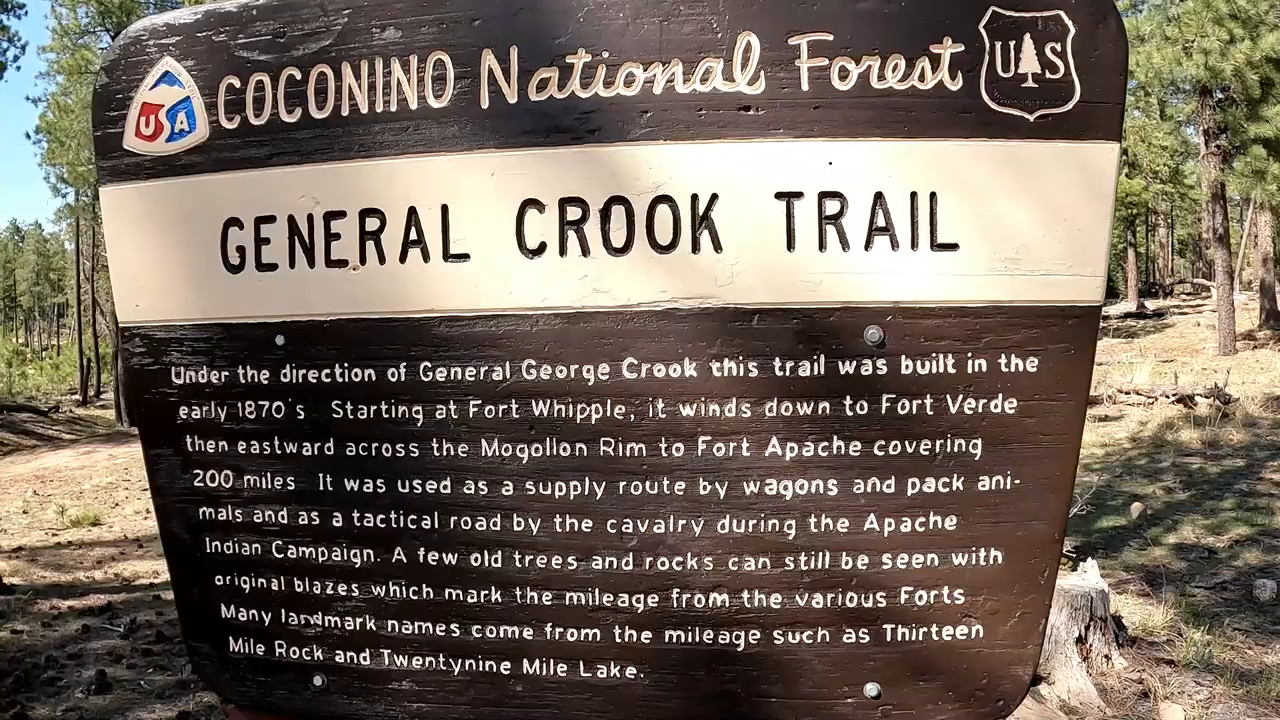 USA COCONINO National Forest US
GENERAL CROOK TRAIL
Under the direction of General George Crook this trail was built in the
early 1870's Starting at Fort Whipple, it winds down to Fort Verde
then eastward across the Mogollon Rim to Fort Apache covering
200 miles It was used as a supply route by wagons and pack ani-
mals and as a tactical road by the cavalry during the Apache
Indian Campaign. A few old trees and rocks can still be seen with
original blazes which mark the mileage from the various Forts
Many landmark names come from the mileage such as Thirteen
Mile Rock and Twentynine Mile Lake.